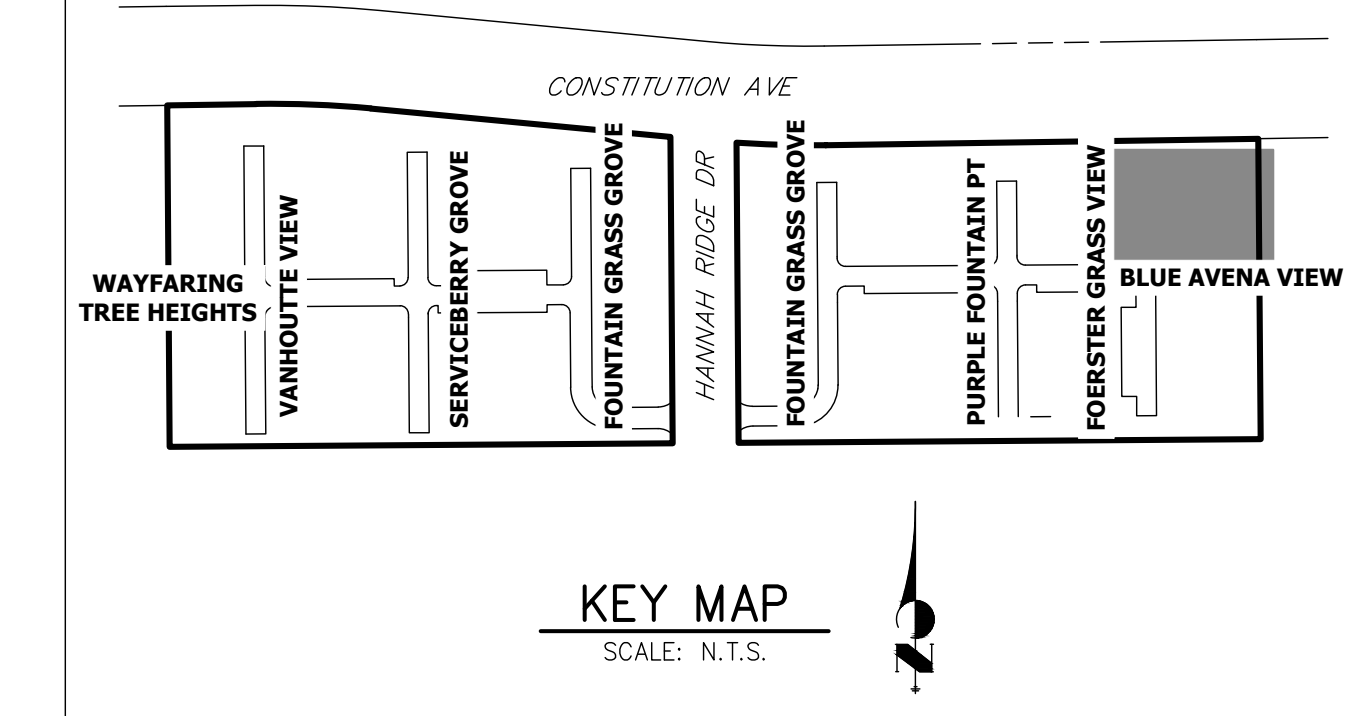 CONSTITUTION AVE
WAYFARING
TREE HEIGHTS
VANHOUTTE VIEW
SERVICEBERRY GROVE
FOUNTAIN GRASS GROVE
HANNAH RIDGE DR
FOUNTAIN GRASS GROVE
PURPLE FOUNTAIN PT
FOERSTER GRASS VIEW
BLUE AVENA VIEW
KEY MAP
SCALE: N.T.S.
N